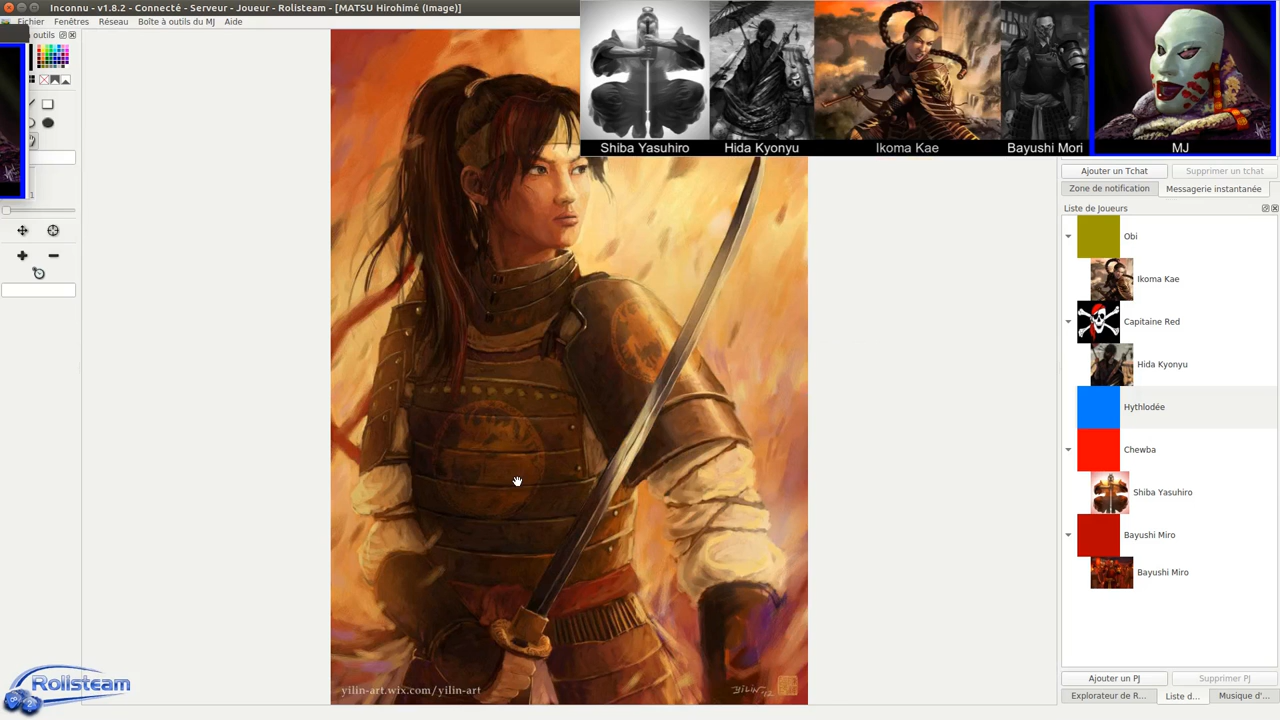 Inconnu - v1.8.2 - Connecté - Serveur - Joueur - Rolisteam - [MATSU Hirohimé (Image)]
Fichier Fenêtres Réseau Boîte à outils du MJ Aide
outils
1
Shiba Yasuhiro
Hida Kyonyu
Ikoma Kae
Bayushi Mori
MJ
Ajouter un Tchat
Supprimer un tchat
Zone de notification
Messagerie instantanée
Liste de Joueurs
Obi
Ikoma Kae
Capitaine Red
Hida Kyonyu
Hythlodée
Chewba
Shiba Yasuhiro
Bayushi Miro
Bayushi Miro
yilin-art.wix.com/yilin-art
YILIN '12
Rolisteam
Ajouter un PJ
Supprimer PJ
Explorateur de R...
Liste d...
Musique d'...